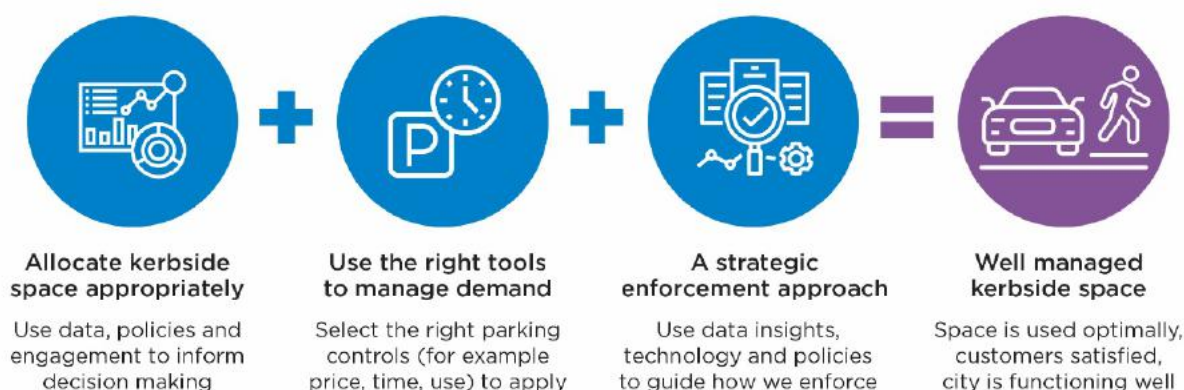 P
Allocate kerbside
space appropriately
Use data, policies and
engagement to inform
decision making
Use the right tools
to manage demand
Select the right parking
controls (for example
price, time, use) to apply
A strategic
enforcement approach
Use data insights,
technology and policies
to guide how we enforce
Well managed
kerbside space
Space is used optimally,
customers satisfied,
city is functioning well